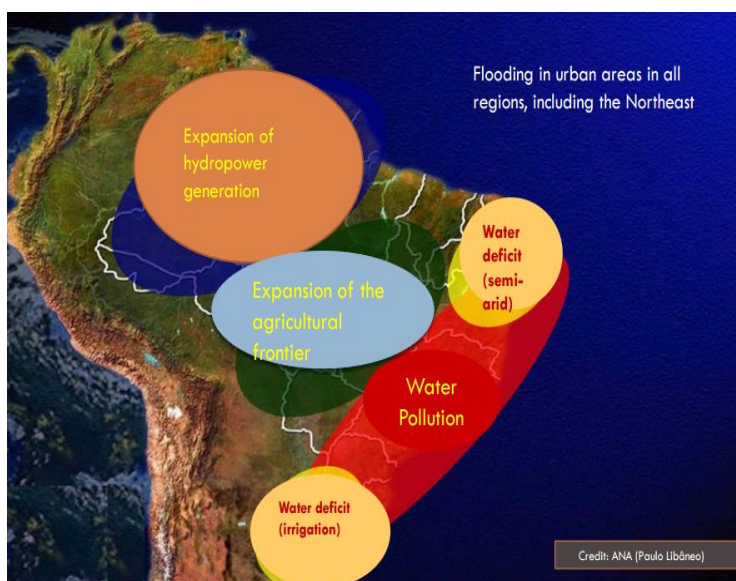 Flooding in urban areas in all
regions, including the Northeast
Expansion of
hydropower
generation
Water
deficit
(semi-
arid)
Expansion of the
agricultural
frontier
Water
Pollution
Water deficit
(irrigation)
Credit: ANA (Paulo Libâneo)